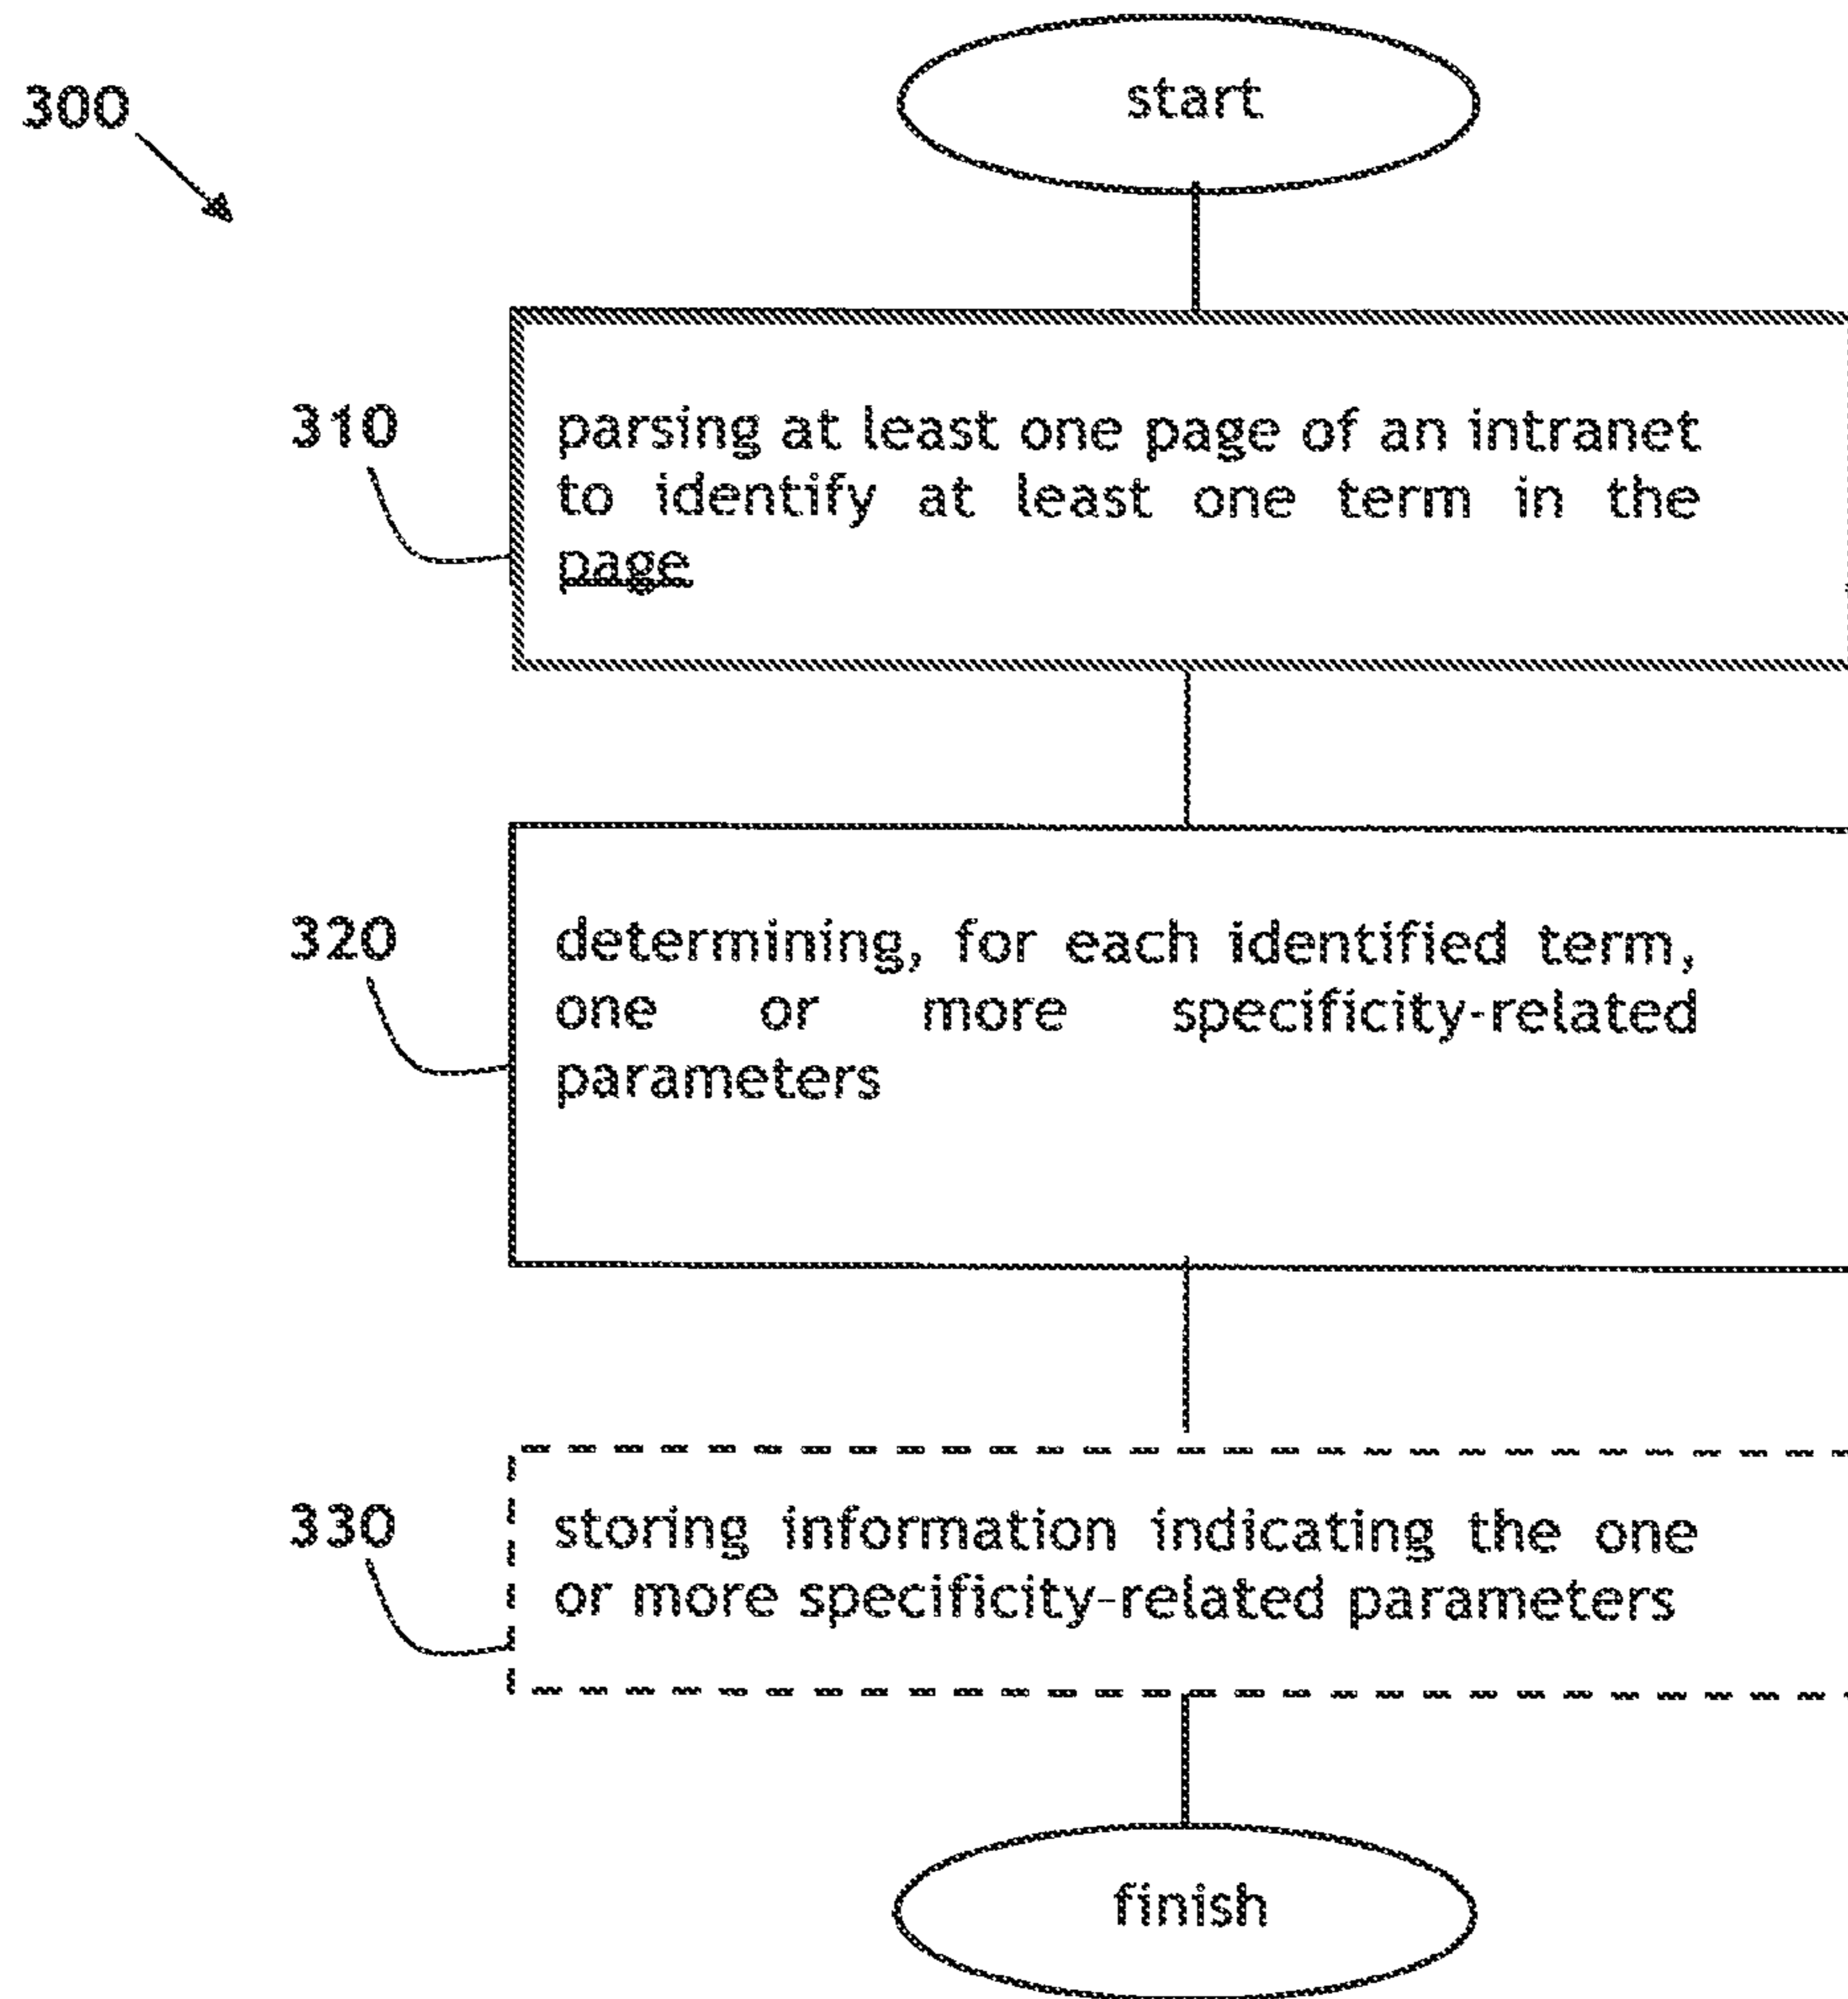 300
start
310
parsing at least one page of an intranet
to identify at least one term in the
page
320
determining, for each identified term,
one or more specificity-related
parameters
330
storing information indicating the one
or more specificity-related parameters
finish